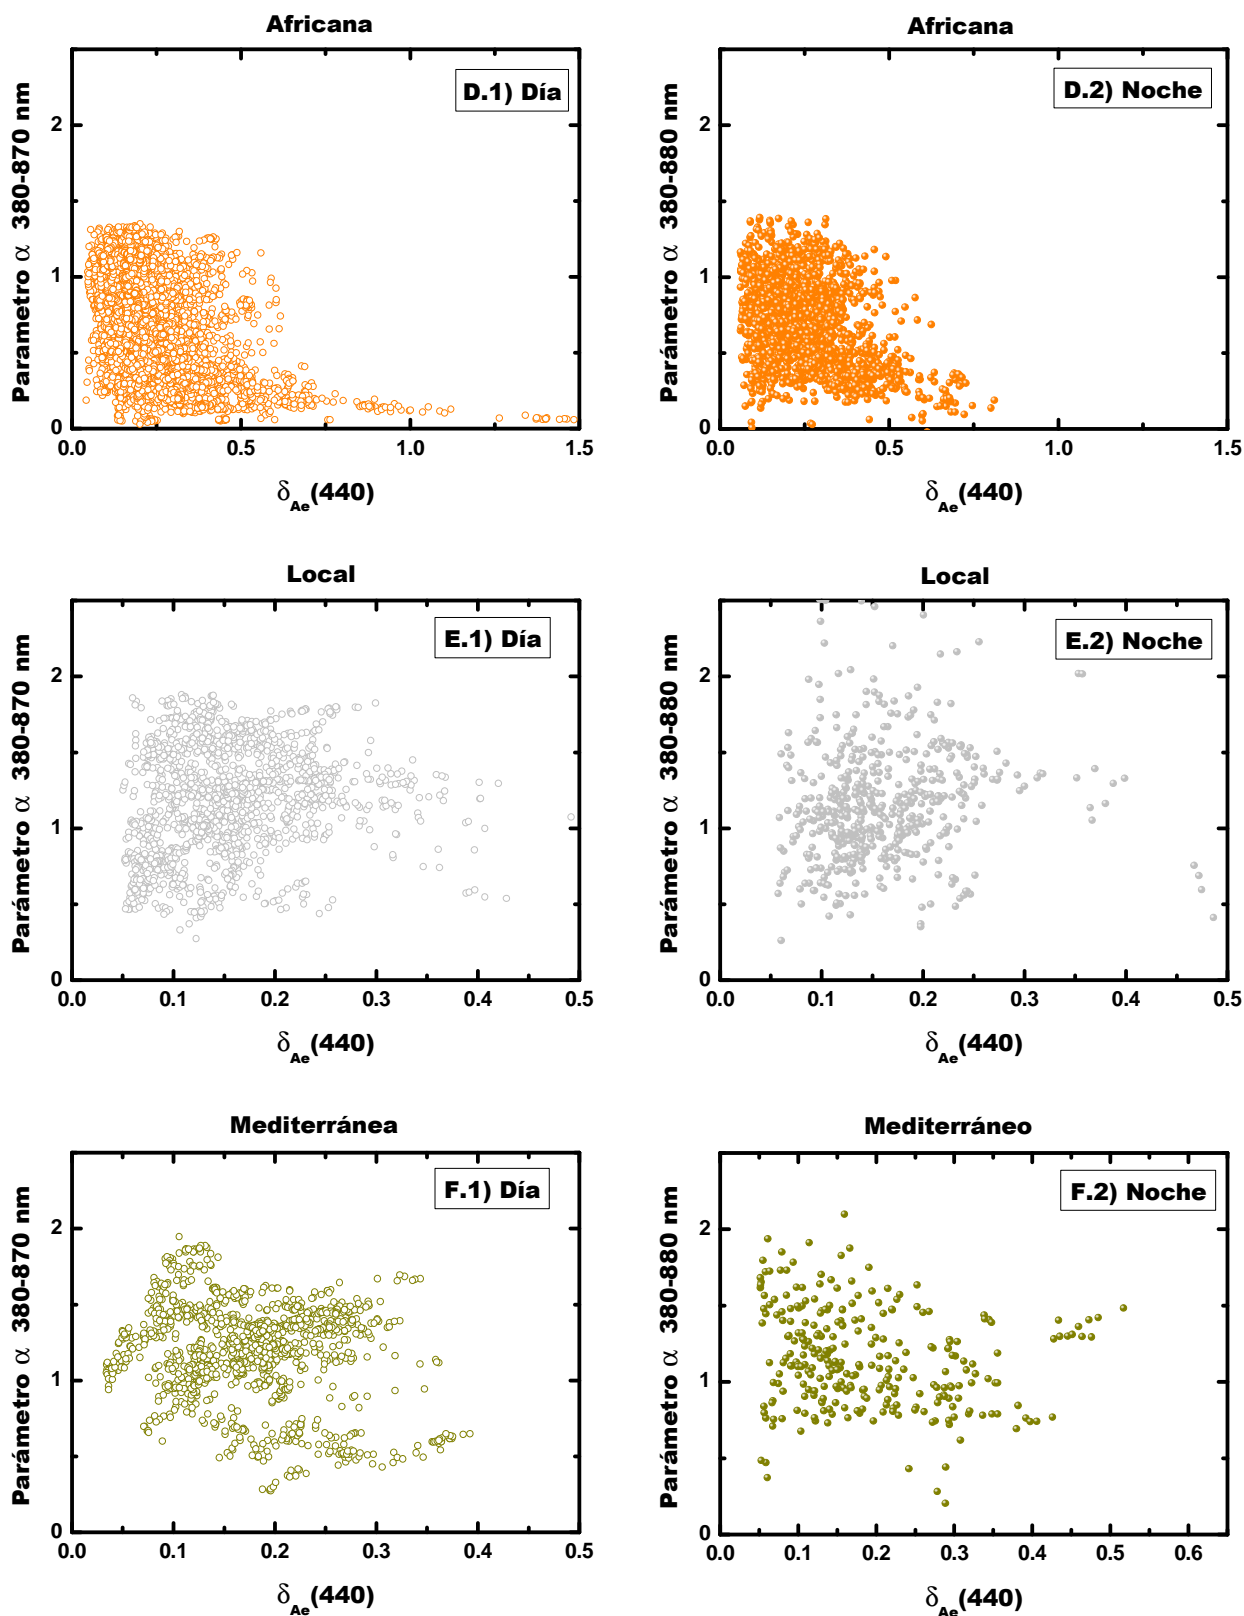 Africana
D.1) Día
Parametro α 380-870 nm
2
1
0
0.0 0.5 1.0 1.5
δAe(440)
Africana
D.2) Noche
Parámetro α 380-880 nm
2
1
0
0.0 0.5 1.0 1.5
δAe(440)
Local
E.1) Día
Parámetro α 380-870 nm
2
1
0
0.0 0.1 0.2 0.3 0.4 0.5
δAe(440)
Local
E.2) Noche
Parámetro α 380-880 nm
2
1
0
0.0 0.1 0.2 0.3 0.4 0.5
δAe(440)
Mediterránea
F.1) Día
Parámetro α 380-870 nm
2
1
0
0.0 0.1 0.2 0.3 0.4 0.5
δAe(440)
Mediterráneo
F.2) Noche
Parámetro α 380-880 nm
2
1
0
0.0 0.1 0.2 0.3 0.4 0.5 0.6
δAe(440)